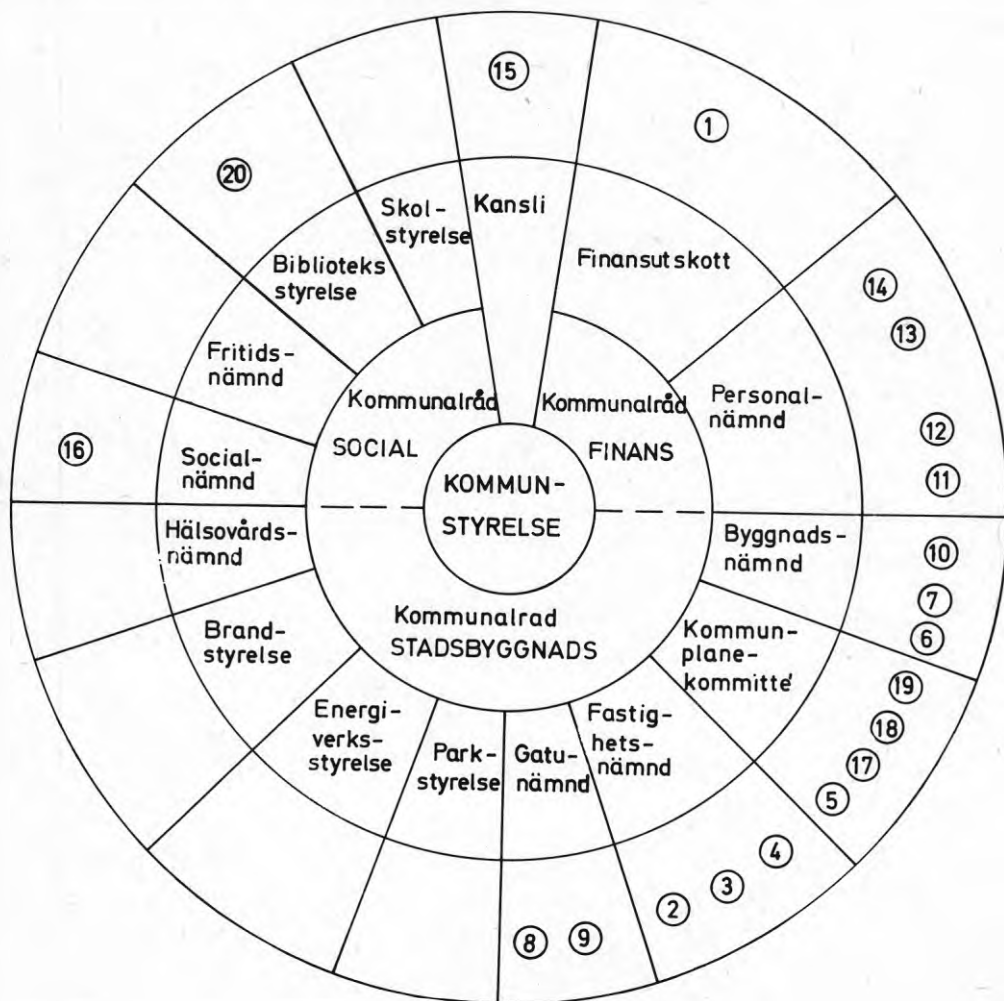 15
1
20
Skol-
styrelse
Kansli
Biblioteks
styrelse
Finansutskott
14
13
Fritids-
nämnd
Kommunalråd
SOCIAL
Kommunalråd
FINANS
Personal-
nämnd
12
11
16
Social-
nämnd
KOMMUN-
STYRELSE
Hälsovårds-
nämnd
Byggnads-
nämnd
10
7
6
Kommunalrad
STADSBYGGNADS
Brand-
styrelse
Kommun-
plane-
kommitté
19
18
17
5
Energi-
verks-
styrelse
Park-
styrelse
Gatu-
nämnd
Fastig-
hets-
nämnd
4
3
2
8
9